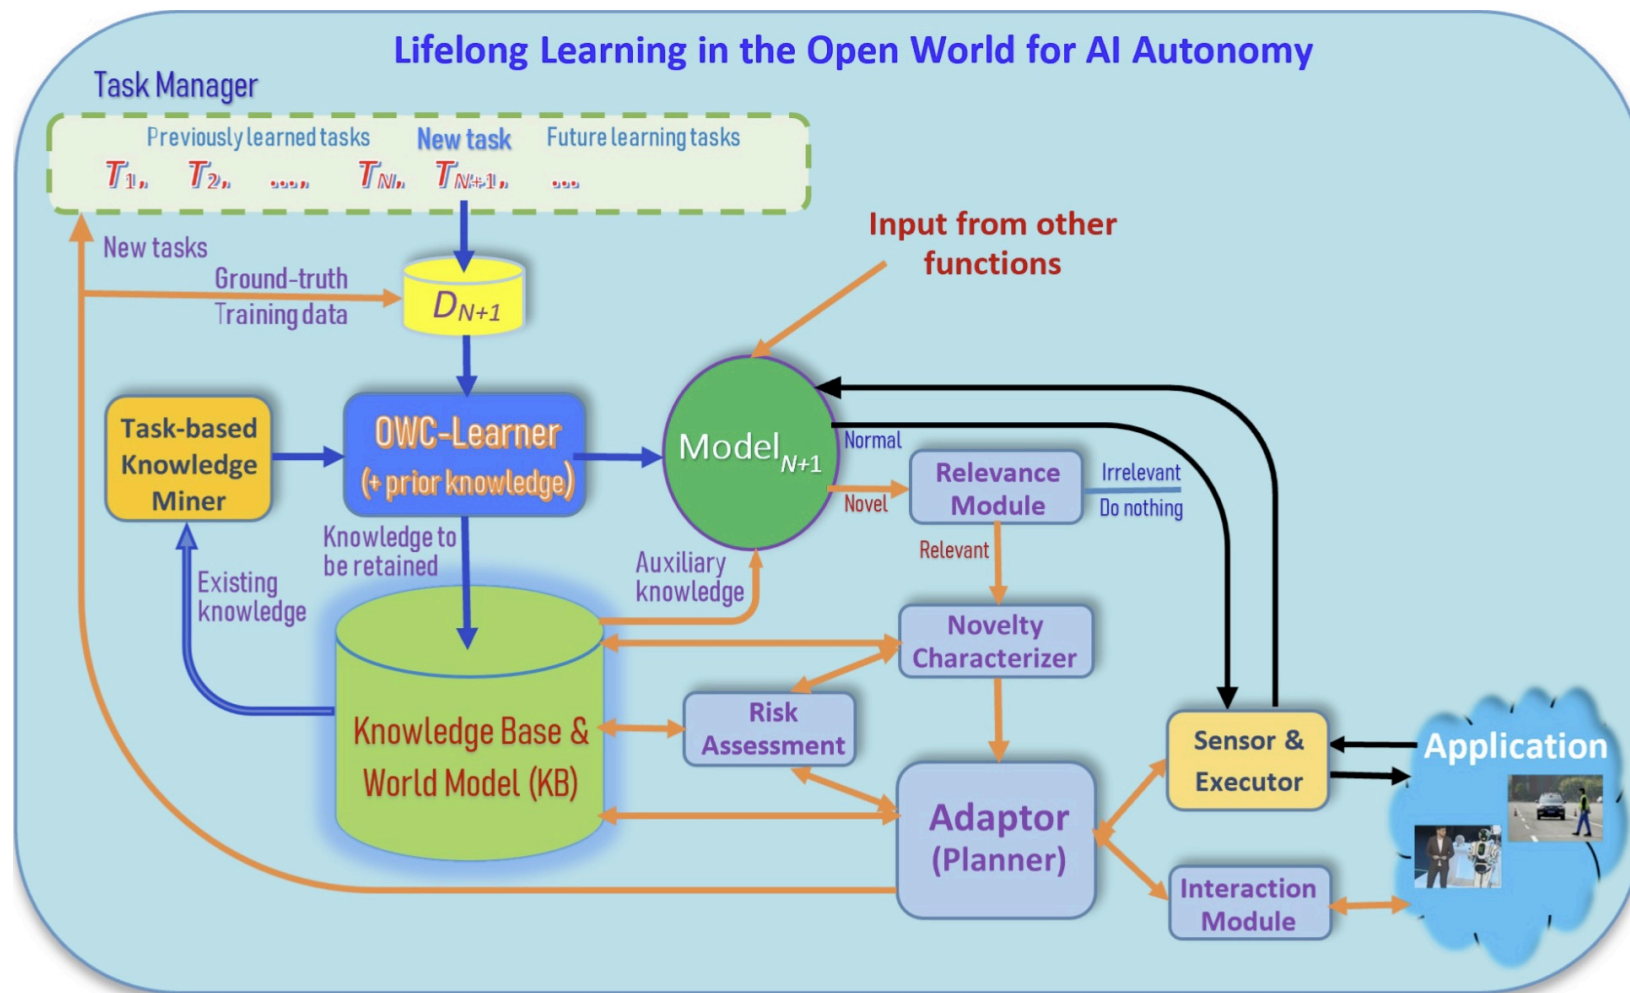 Lifelong Learning in the Open World for AI Autonomy
Task Manager
Previously learned tasks
New task
Future learning tasks
T1, T2, ..., TN, TN+1, ...
New tasks
Ground-truth
Training data
DN+1
Input from other
functions
Task-based
Knowledge
Miner
OWC-Learner
(+ prior knowledge)
ModelN+1
Normal
Novel
Relevance
Module
Irrelevant
Do nothing
Relevant
Knowledge to
be retained
Existing
knowledge
Auxiliary
knowledge
Novelty
Characterizer
Risk
Assessment
Knowledge Base &
World Model (KB)
Adaptor
(Planner)
Sensor &
Executor
Application
Interaction
Module